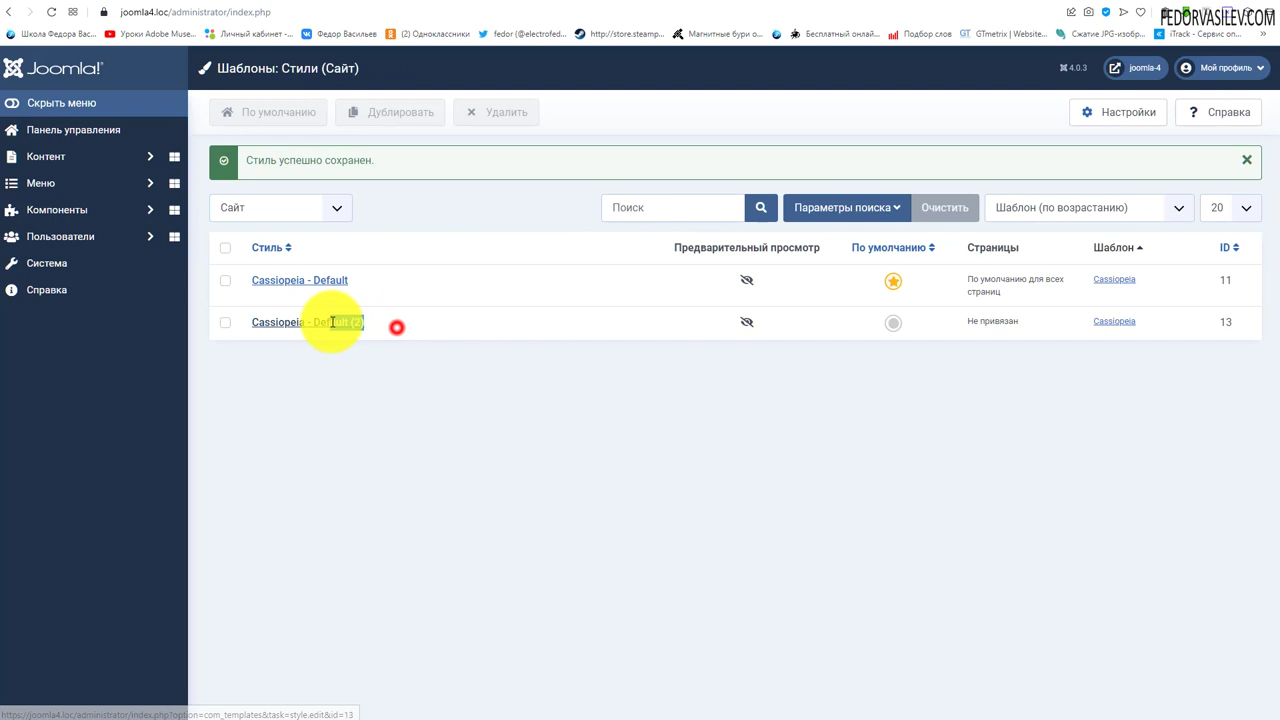 joomla4.loc/administrator/index.php
FEDORVASILEV.COM
Школа Федора Вас...
Уроки Adobe Muse...
Личный кабинет -...
Федор Васильев
(2) Одноклассники
fedor (@electrofed...
http://store.steamp...
Магнитные бури о...
Бесплатный онлай...
Подбор слов
GTmetrix | Website...
Сжатие JPG-изобр...
iTrack - Сервис оп...
Joomla!
Шаблоны: Стили (Сайт)
4.0.3
joomla-4
Мой профиль
Скрыть меню
Панель управления
Контент
Меню
Компоненты
Пользователи
Система
Справка
По умолчанию
Дублировать
Удалить
Настройки
Справка
Стиль успешно сохранен.
Сайт
Поиск
Параметры поиска
Очистить
Шаблон (по возрастанию)
20
Стиль
Предварительный просмотр
По умолчанию
Страницы
Шаблон
ID
Cassiopeia - Default
По умолчанию для всех
страниц
Cassiopeia
11
Cassiopeia - Default (2)
Не привязан
Cassiopeia
13
https://joomla4.loc/administrator/index.php?option=com_templates&task=style.edit&id=13